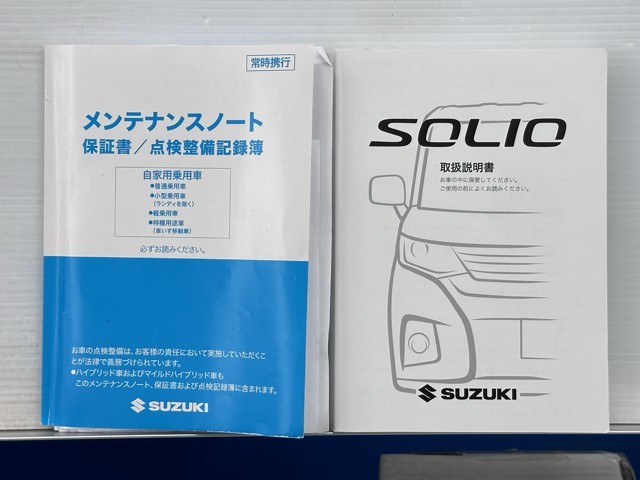 常時携行
メンテナンスノート
保証書／点検整備記録簿
自家用乗用車
●普通乗用車
●小型乗用車
(ランディを除く)
●軽乗用車
●特種用途車
(車いす移動車)
必ずお読みください。
お車の点検整備は、お客様の責任において実施していただくこ
とが法律で義務づけられています。
●ハイブリッド車およびマイルドハイブリッド車も
このメンテナンスノート、保証書および点検記録簿に含まれます。
SUZUKI
SOLIO
取扱説明書
お車の中に保管してください。
ご使用の前によくお読みください。
SUZUKI